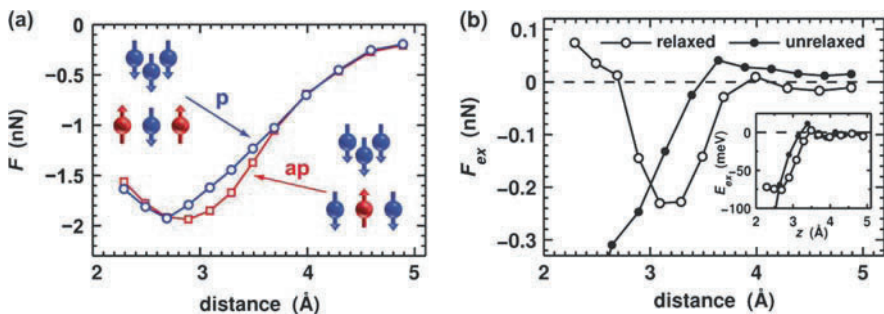 (a)
0
-0.5
-1
-1.5
-2
F (nN)
p
ap
2
3
4
5
distance (Å)
(b)
0.1
0
-0.1
-0.2
-0.3
F_ex (nN)
relaxed
unrelaxed
0
-50
-100
E_ex (meV)
2
3
4
5
z (Å)
2
3
4
5
distance (Å)